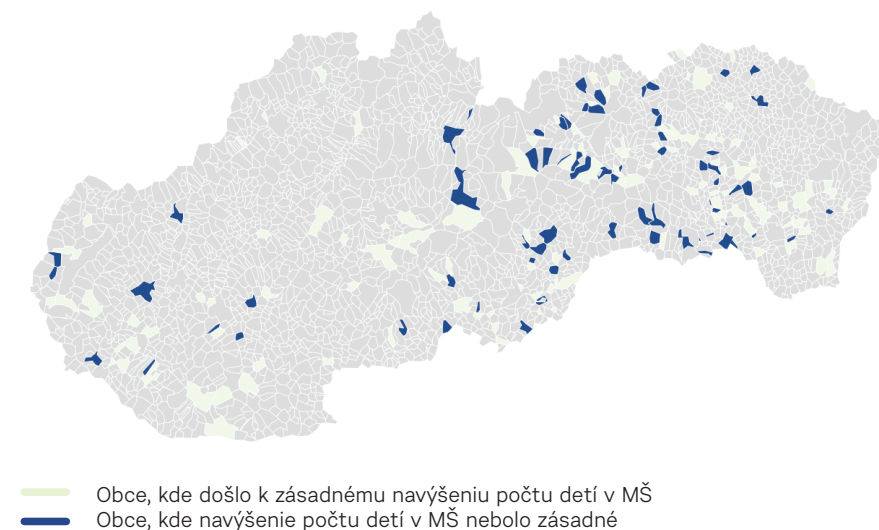 Obce, kde došlo k zásadnému navýšeniu počtu detí v MŠ
Obce, kde navýšenie počtu detí v MŠ nebolo zásadné